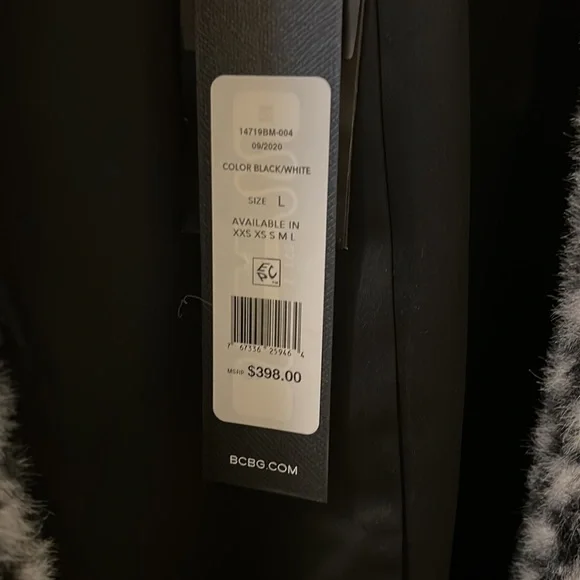 14719BM-004
09/2020
COLOR BLACK/WHITE
SIZE L
AVAILABLE IN
XXS XS S M L
EPC
7 67336 25946 4
MSRP $398.00
BCBG.COM